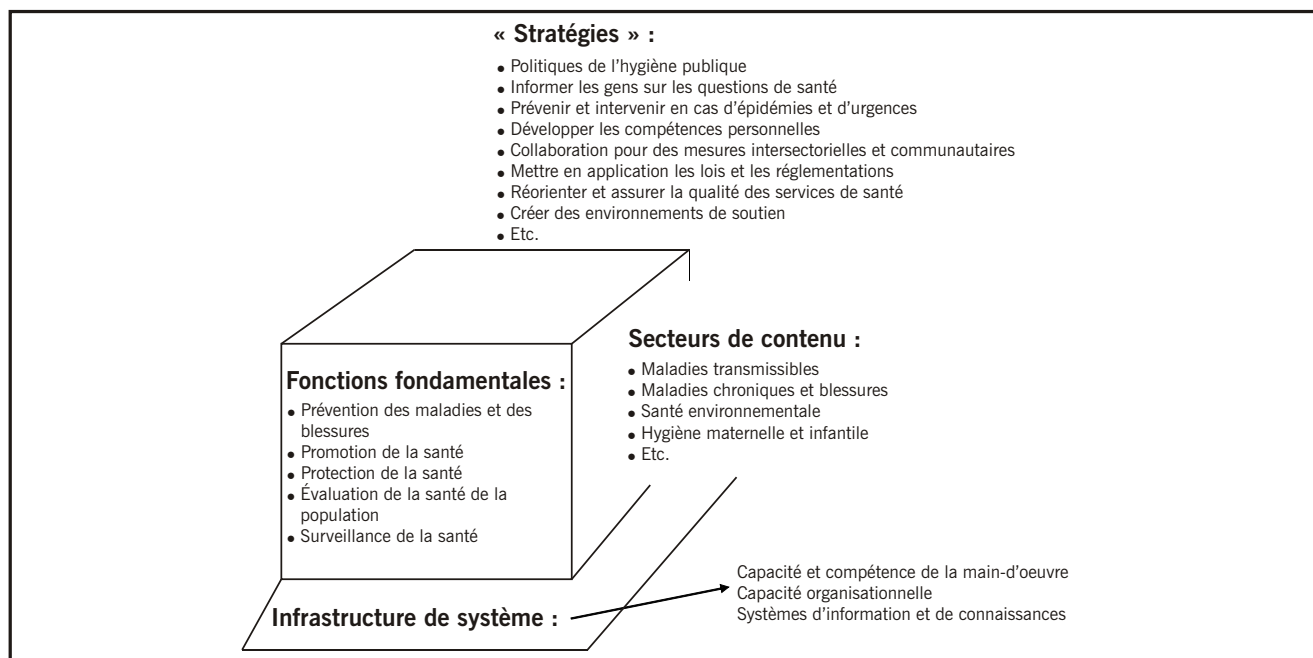 « Stratégies » :
• Politiques de l’hygiène publique
• Informer les gens sur les questions de santé
• Prévenir et intervenir en cas d’épidémies et d’urgences
• Développer les compétences personnelles
• Collaboration pour des mesures intersectorielles et communautaires
• Mettre en application les lois et les réglementations
• Réorienter et assurer la qualité des services de santé
• Créer des environnements de soutien
• Etc.
Secteurs de contenu :
• Maladies transmissibles
• Maladies chroniques et blessures
• Santé environnementale
• Hygiène maternelle et infantile
• Etc.
Fonctions fondamentales :
• Prévention des maladies et des
blessures
• Promotion de la santé
• Protection de la santé
• Évaluation de la santé de la
population
• Surveillance de la santé
Infrastructure de système :
Capacité et compétence de la main-d’oeuvre
Capacité organisationnelle
Systèmes d’information et de connaissances